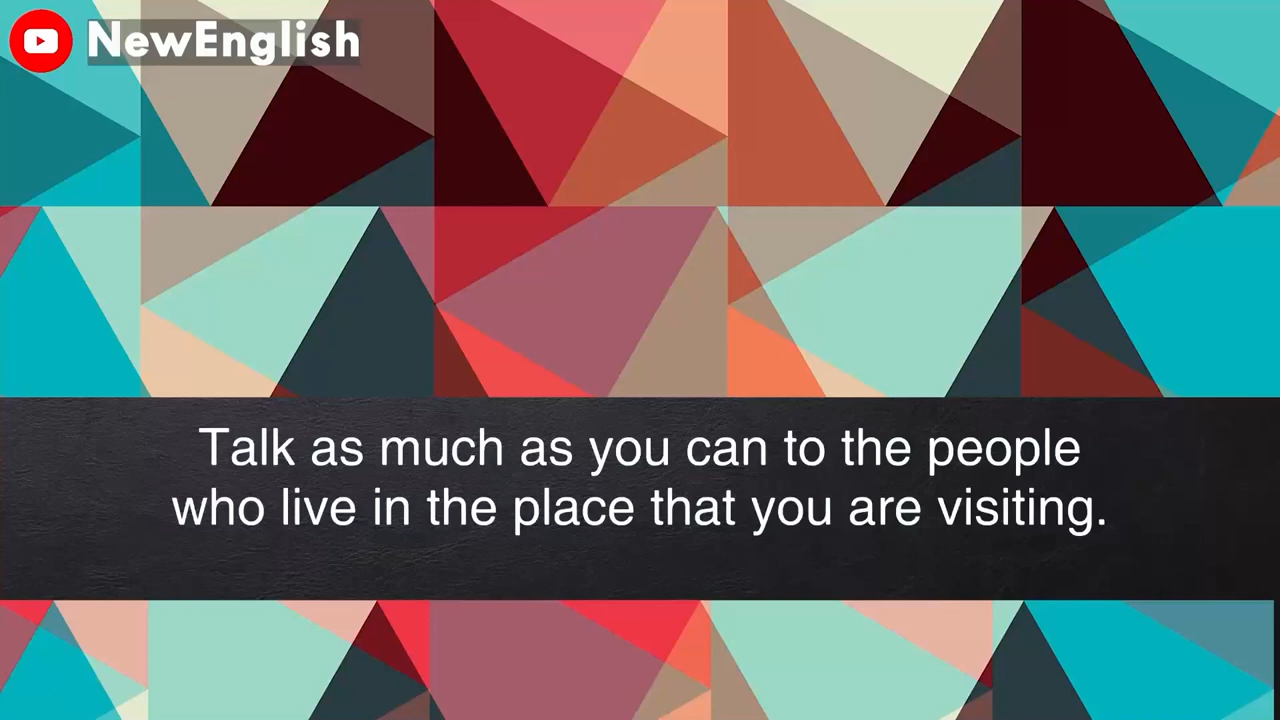 NewEnglish
Talk as much as you can to the people
who live in the place that you are visiting.